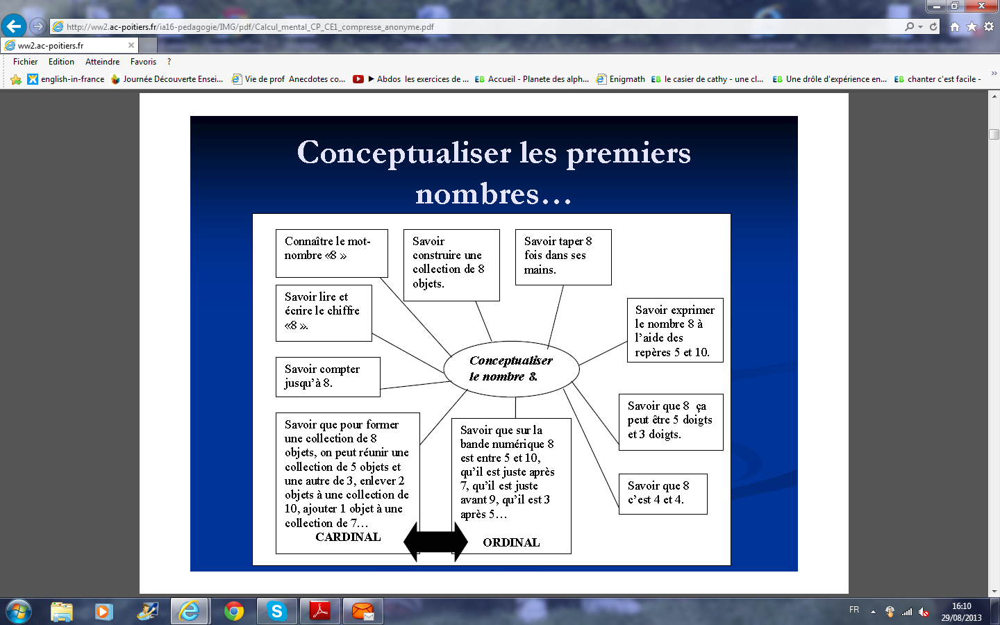 http://ww2.ac-poitiers.fr/ia16-pedagogie/IMG/pdf/Calcul_mental_CP_CE1_compresse_anonyme.pdf
ww2.ac-poitiers.fr
Fichier Edition Atteindre Favoris ?
english-in-france Journée Découverte Ensei... Vie de prof Anecdotes co... ► Abdos les exercices de ... EB Accueil - Planete des alph... Enigmath EB le casier de cathy - une cl... EB Une drôle d'expérience en... EB chanter c'est facile -
Conceptualiser les premiers
nombres…
Connaître le mot-
nombre «8 »
Savoir
construire une
collection de 8
objets.
Savoir taper 8
fois dans ses
mains.
Savoir lire et
écrire le chiffre
«8 ».
Savoir exprimer
le nombre 8 à
l’aide des
repères 5 et 10.
Conceptualiser
le nombre 8.
Savoir compter
jusqu’à 8.
Savoir que 8 ça
peut être 5 doigts
et 3 doigts.
Savoir que pour former
une collection de 8
objets, on peut réunir une
collection de 5 objets et
une autre de 3, enlever 2
objets à une collection de
10, ajouter 1 objet à une
collection de 7…
CARDINAL
Savoir que sur la
bande numérique 8
est entre 5 et 10,
qu’il est juste après
7, qu’il est juste
avant 9, qu’il est 3
après 5…
ORDINAL
Savoir que 8
c’est 4 et 4.
FR
16:10
29/08/2013